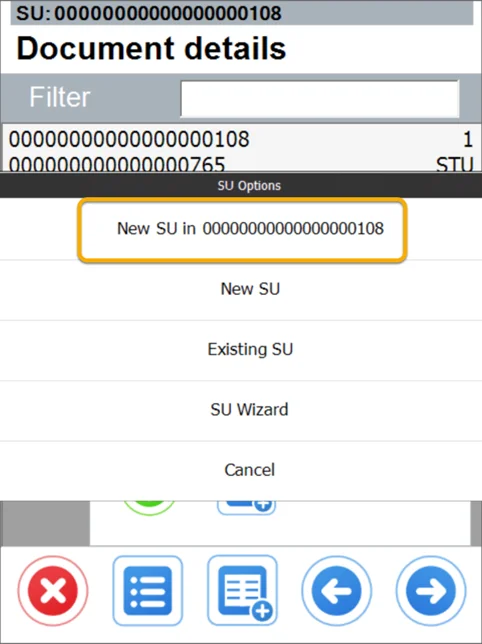 SU: 00000000000000000108
Document details
Filter
00000000000000000108 1
000000000000000765 STU
SU Options
New SU in 00000000000000000108
New SU
Existing SU
SU Wizard
Cancel